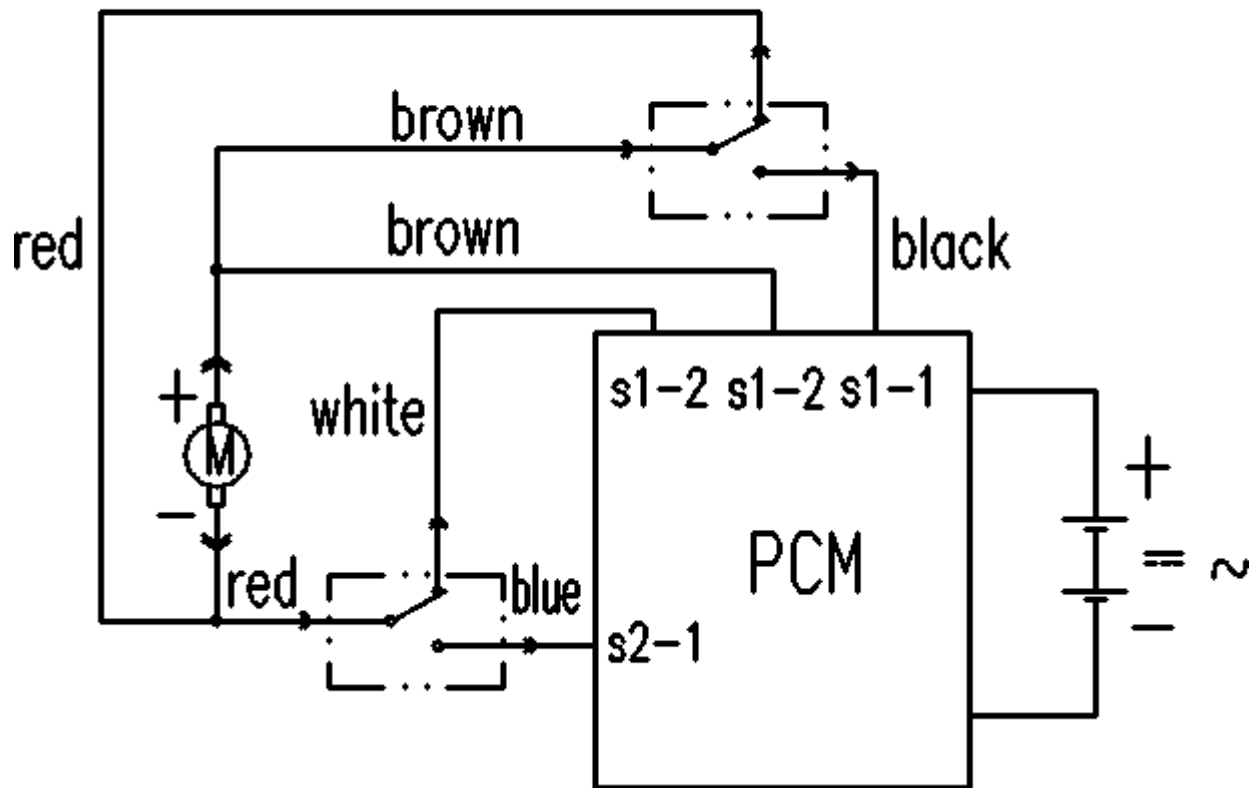 brown
red
brown
black
s1-2 s1-2 s1-1
white
+
M
+
PCM
−
=
~
red
blue
−
s2-1